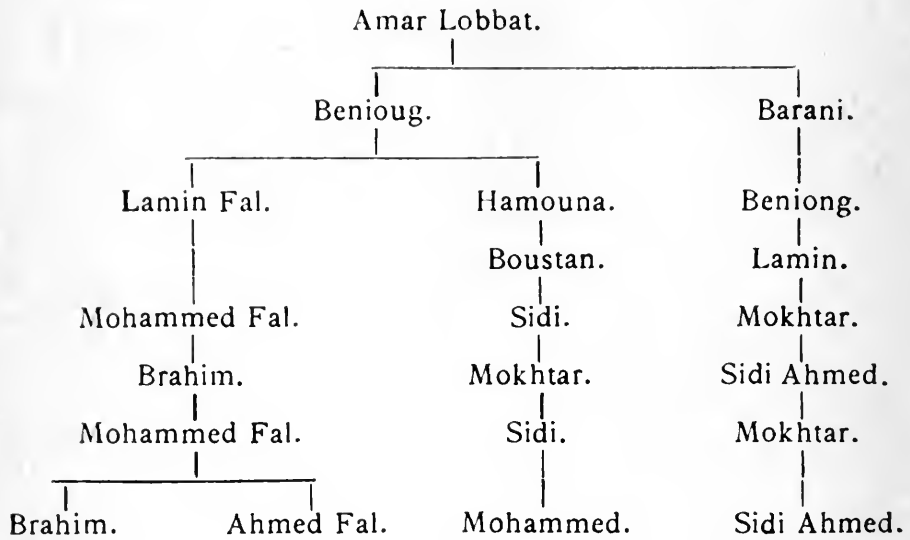 Amar Lobbat.
Benioug. Barani.
Lamin Fal. Hamouna. Beniong.
Boustan. Lamin.
Mohammed Fal. Sidi. Mokhtar.
Brahim. Mokhtar. Sidi Ahmed.
Mohammed Fal. Sidi. Mokhtar.
Brahim. Ahmed Fal. Mohammed. Sidi Ahmed.